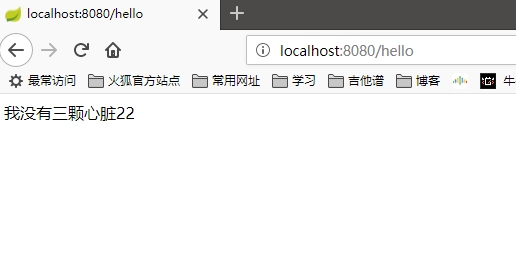 localhost:8080/hello
localhost:8080/hello
最常访问 火狐官方站点 常用网址 学习 吉他谱 博客 牛
我没有三颗心脏22